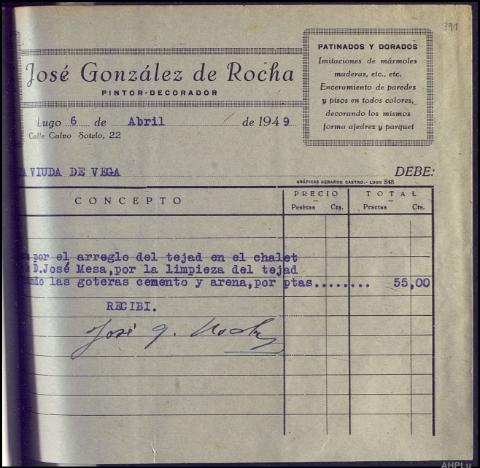 391
PATINADOS Y DORADOS
Imitaciones de mármoles
maderas, etc., etc.
Enceramiento de paredes
y pisos en todos colores,
decorando los mismos
forma ajedrez y parquet
José González de Rocha
PINTOR-DECORADOR
Lugo 6 de Abril de 1949
Calle Calvo Sotelo, 22
VIUDA DE VEGA DEBE:
GRÁFICAS GERARDO CASTRO.- LUGO 545
CONCEPTO PRECIO TOTAL
Pesetas Cts. Pesetas Cts.
por el arreglo del tejad en el chalet
D.José Mesa,por la limpieza del tejad
las goteras cemento y arena,por ptas........ 55,00
RECIBI.
José G. Rocha
AHPLu